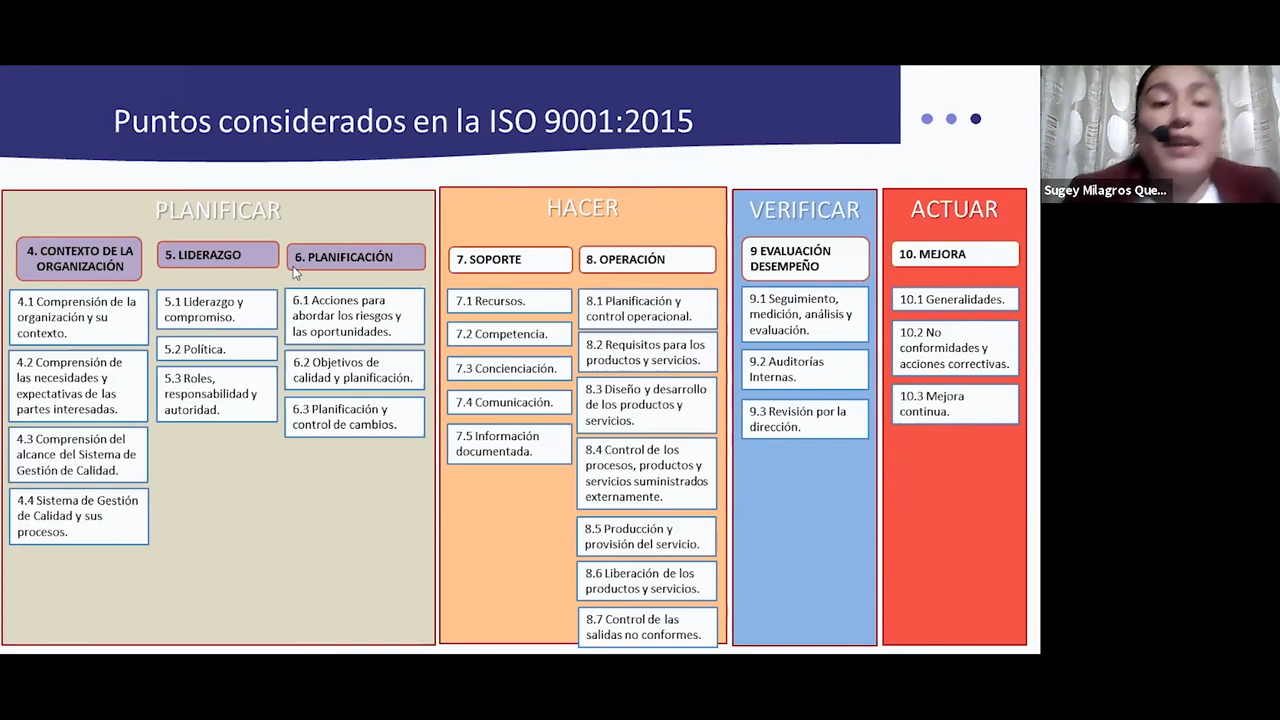 Puntos considerados en la ISO 9001:2015
Sugey Milagros Que...
PLANIFICAR
4. CONTEXTO DE LA
ORGANIZACIÓN
4.1 Comprensión de la
organización y su
contexto.
4.2 Comprensión de
las necesidades y
expectativas de las
partes interesadas.
4.3 Comprensión del
alcance del Sistema de
Gestión de Calidad.
4.4 Sistema de Gestión
de Calidad y sus
procesos.
5. LIDERAZGO
5.1 Liderazgo y
compromiso.
5.2 Política.
5.3 Roles,
responsabilidad y
autoridad.
6. PLANIFICACIÓN
6.1 Acciones para
abordar los riesgos y
las oportunidades.
6.2 Objetivos de
calidad y planificación.
6.3 Planificación y
control de cambios.
HACER
7. SOPORTE
7.1 Recursos.
7.2 Competencia.
7.3 Concienciación.
7.4 Comunicación.
7.5 Información
documentada.
8. OPERACIÓN
8.1 Planificación y
control operacional.
8.2 Requisitos para los
productos y servicios.
8.3 Diseño y desarrollo
de los productos y
servicios.
8.4 Control de los
procesos, productos y
servicios suministrados
externamente.
8.5 Producción y
provisión del servicio.
8.6 Liberación de los
productos y servicios.
8.7 Control de las
salidas no conformes.
VERIFICAR
9 EVALUACIÓN
DESEMPEÑO
9.1 Seguimiento,
medición, análisis y
evaluación.
9.2 Auditorías
Internas.
9.3 Revisión por la
dirección.
ACTUAR
10. MEJORA
10.1 Generalidades.
10.2 No
conformidades y
acciones correctivas.
10.3 Mejora
continua.